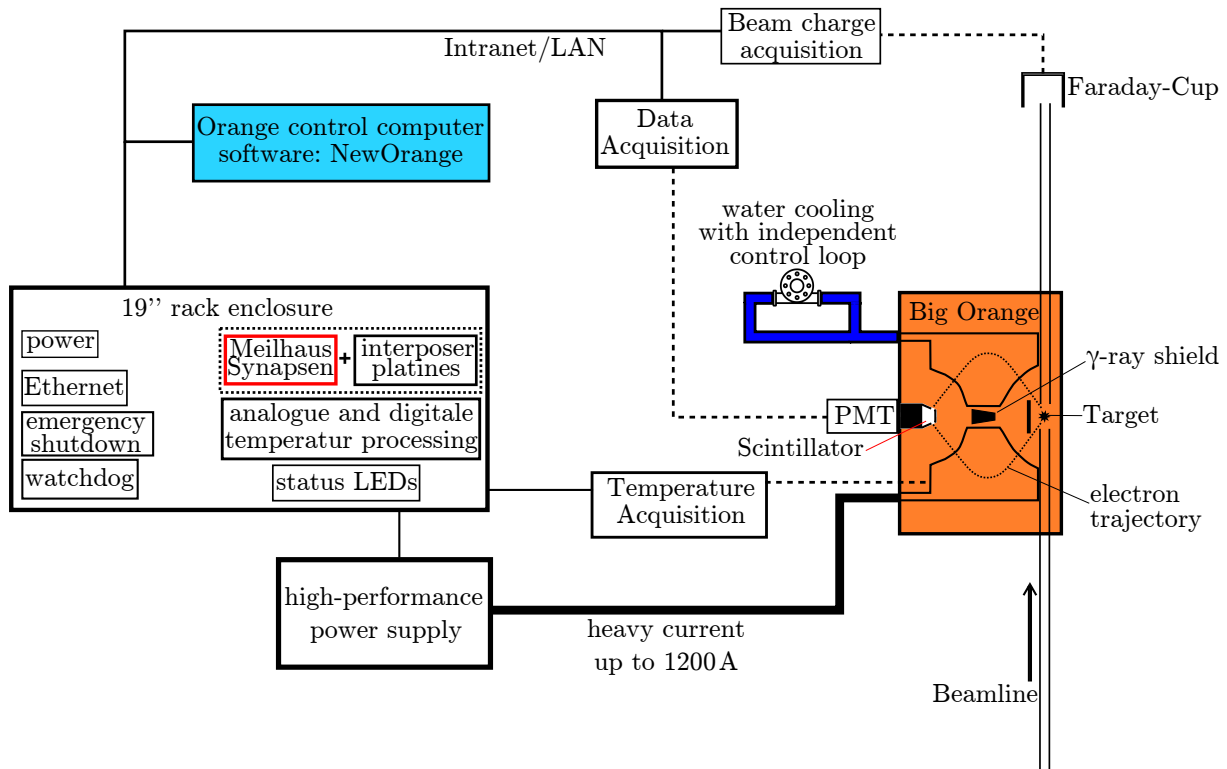 Beam charge
acquisition
Intranet/LAN
Faraday-Cup
Orange control computer
software: NewOrange
Data
Acquisition
water cooling
with independent
control loop
19’’ rack enclosure
power
Ethernet
emergency
shutdown
watchdog
Meilhaus
Synapsen
+
interposer
platines
analogue and digitale
temperatur processing
status LEDs
Big Orange
γ-ray shield
PMT
Target
Scintillator
electron
trajectory
Temperature
Acquisition
high-performance
power supply
heavy current
up to 1200 A
Beamline